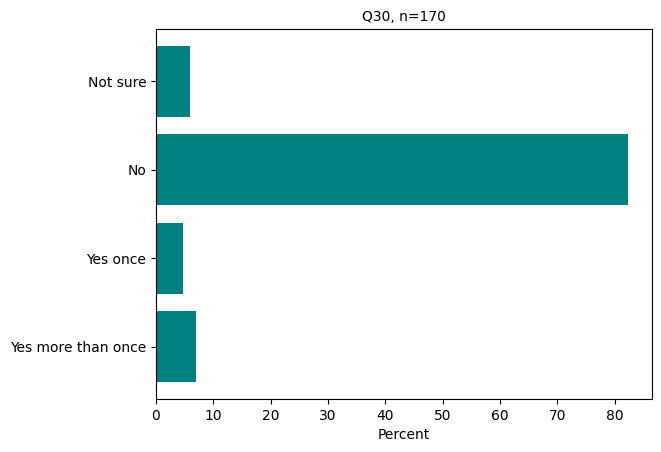 Q30, n=170
Not sure
No
Yes once
Yes more than once
0 10 20 30 40 50 60 70 80
Percent